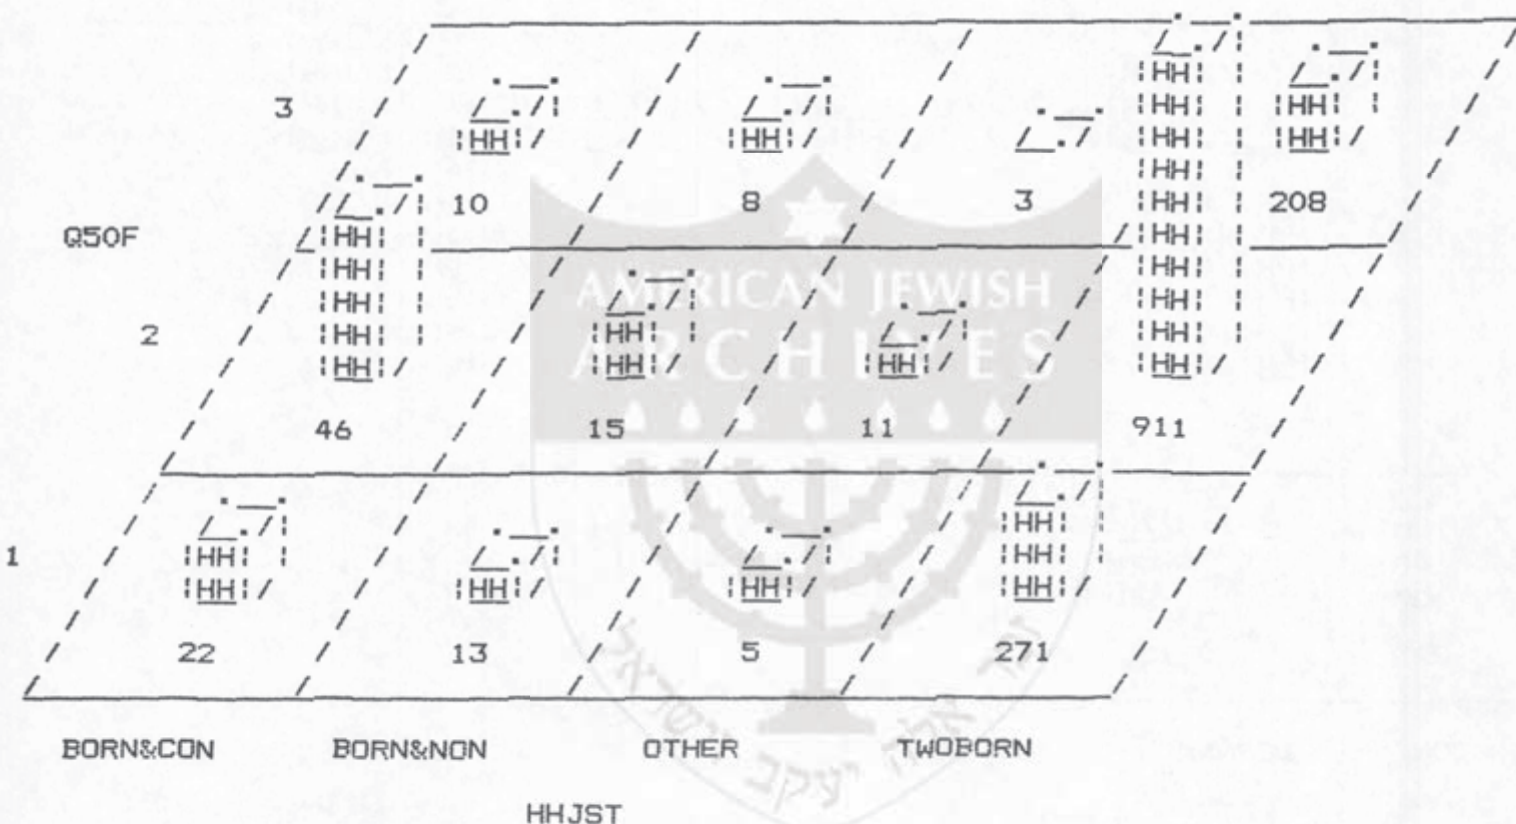 3
10 8 3 208
Q50F
AMERICAN JEWISH
2
ARCHIVES
46 15 11 911
1
22 13 5 271
BORN&CON BORN&NON OTHER TWOBORN
HHJST